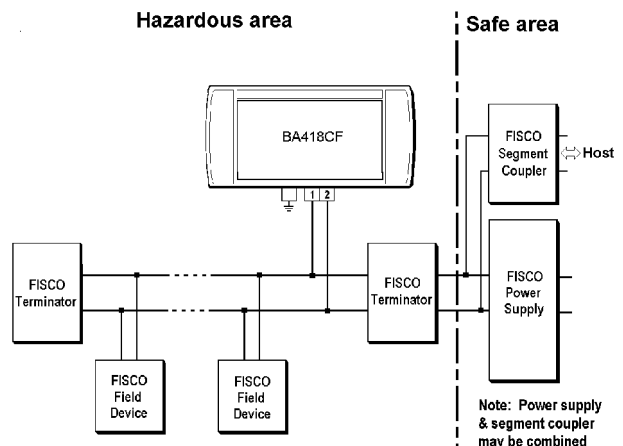 Hazardous area
Safe area
BA418CF
1 2
FISCO
Segment
Coupler
Host
FISCO
Terminator
FISCO
Terminator
FISCO
Power
Supply
FISCO
Field
Device
FISCO
Field
Device
Note: Power supply
& segment coupler
may be combined